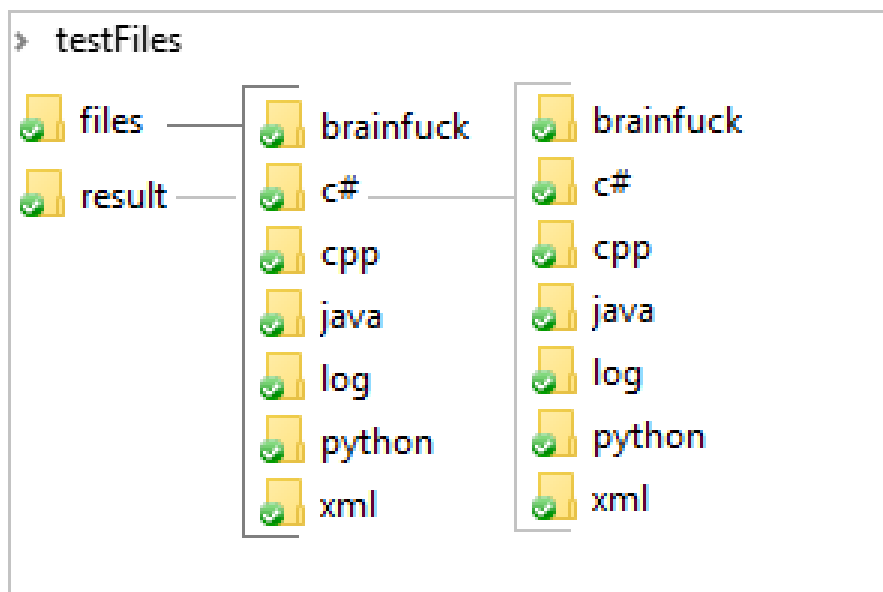 testFiles
files
result
brainfuck
c#
cpp
java
log
python
xml
brainfuck
c#
cpp
java
log
python
xml